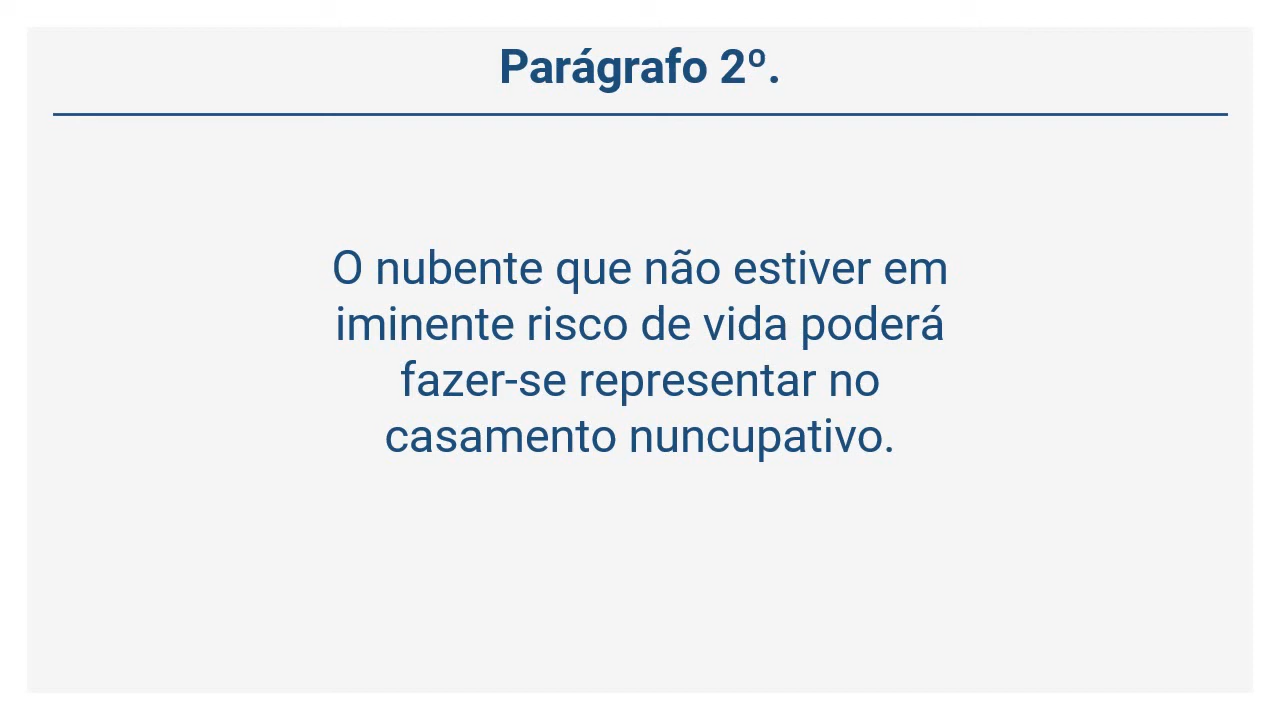 Parágrafo 2º.
O nubente que não estiver em
iminente risco de vida poderá
fazer-se representar no
casamento nuncupativo.